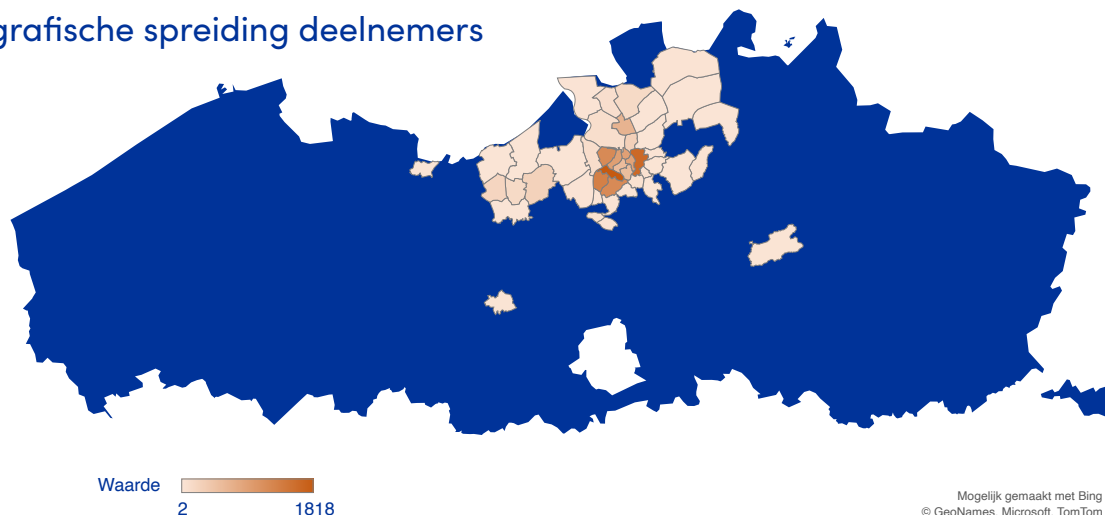 grafische spreiding deelnemers
Waarde
2 1818
Mogelijk gemaakt met Bing
© GeoNames, Microsoft, TomTom